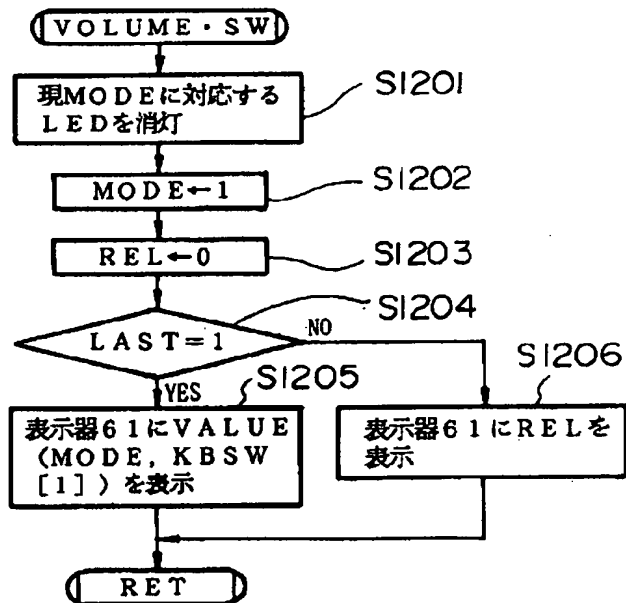 VOLUME・SW
現MODEに対応する
LEDを消灯
S1201
MODE←1
S1202
REL←0
S1203
LAST=1
S1204
NO
YES
S1205
表示器61にVALUE
(MODE, KBSW
[1])を表示
S1206
表示器61にRELを
表示
RET